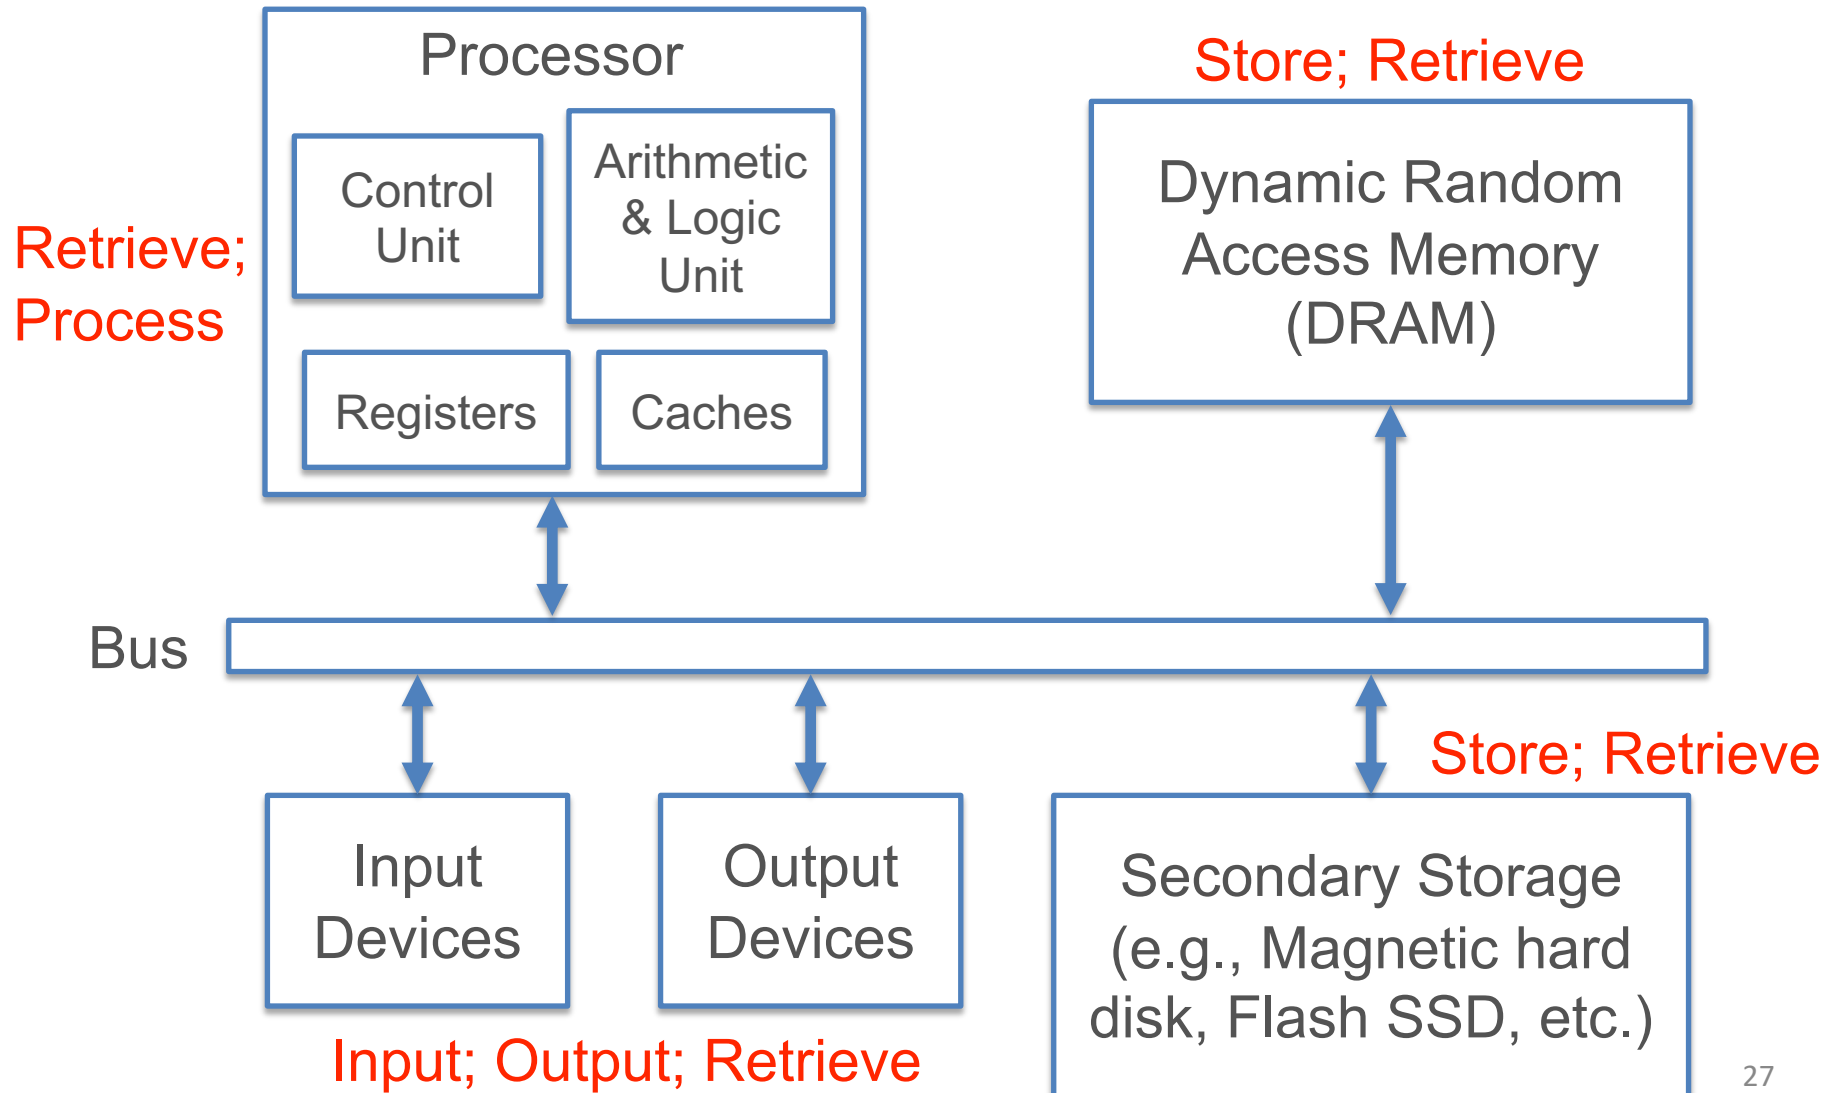 Processor
Control
Unit
Arithmetic
& Logic
Unit
Registers
Caches
Retrieve;
Process
Store; Retrieve
Dynamic Random
Access Memory
(DRAM)
Bus
Input
Devices
Output
Devices
Input; Output; Retrieve
Store; Retrieve
Secondary Storage
(e.g., Magnetic hard
disk, Flash SSD, etc.)
27